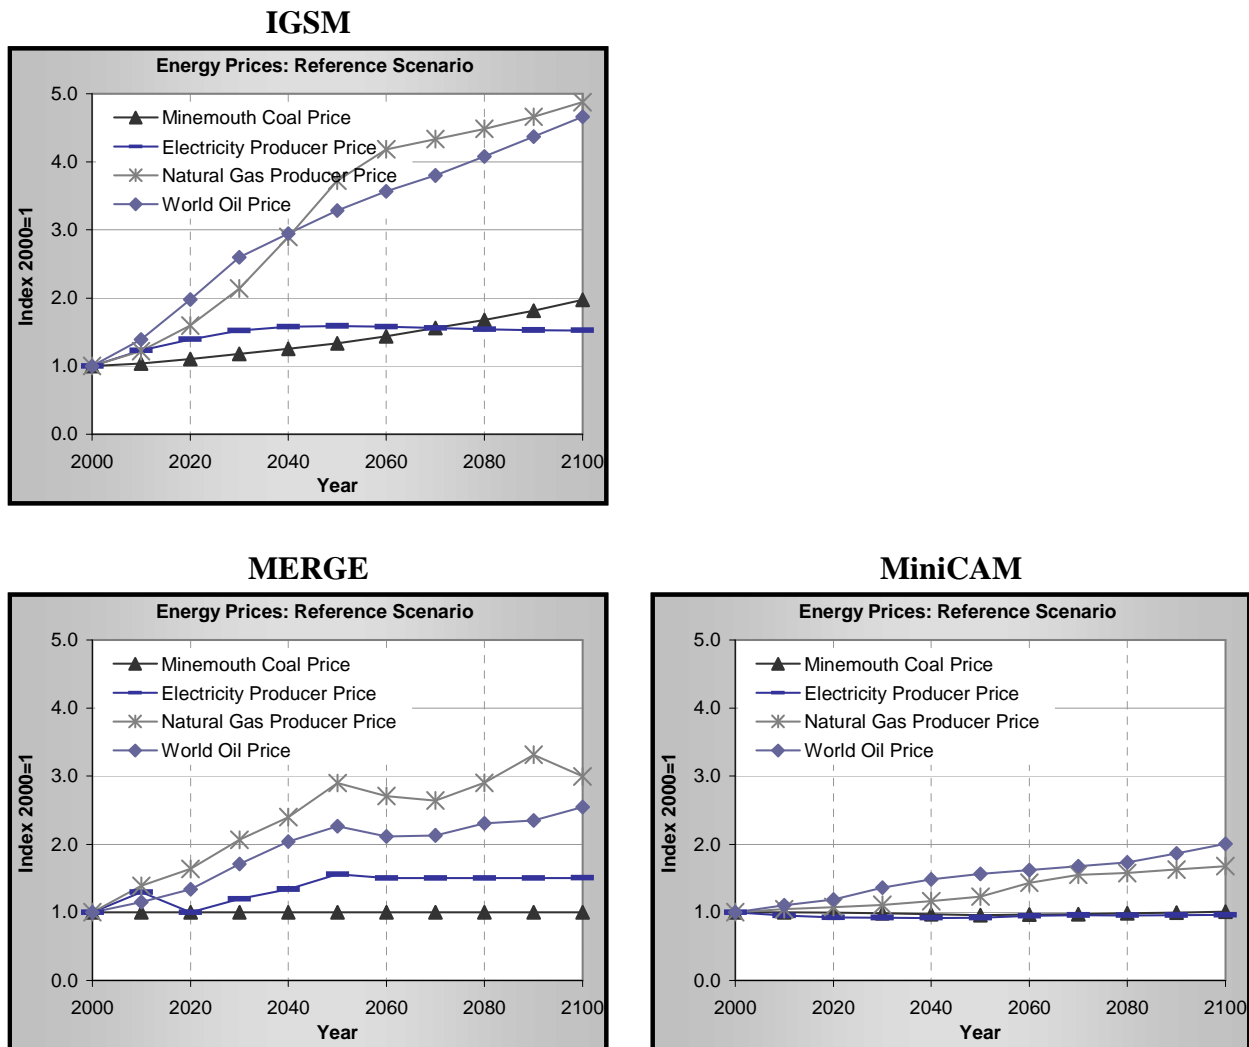 IGSM
Energy Prices: Reference Scenario
5.0
4.0
3.0
2.0
1.0
0.0
Index 2000=1
Minemouth Coal Price
Electricity Producer Price
Natural Gas Producer Price
World Oil Price
2000 2020 2040 2060 2080 2100
Year
MERGE
Energy Prices: Reference Scenario
5.0
4.0
3.0
2.0
1.0
0.0
Index 2000=1
Minemouth Coal Price
Electricity Producer Price
Natural Gas Producer Price
World Oil Price
2000 2020 2040 2060 2080 2100
Year
MiniCAM
Energy Prices: Reference Scenario
5.0
4.0
3.0
2.0
1.0
0.0
Index 2000=1
Minemouth Coal Price
Electricity Producer Price
Natural Gas Producer Price
World Oil Price
2000 2020 2040 2060 2080 2100
Year